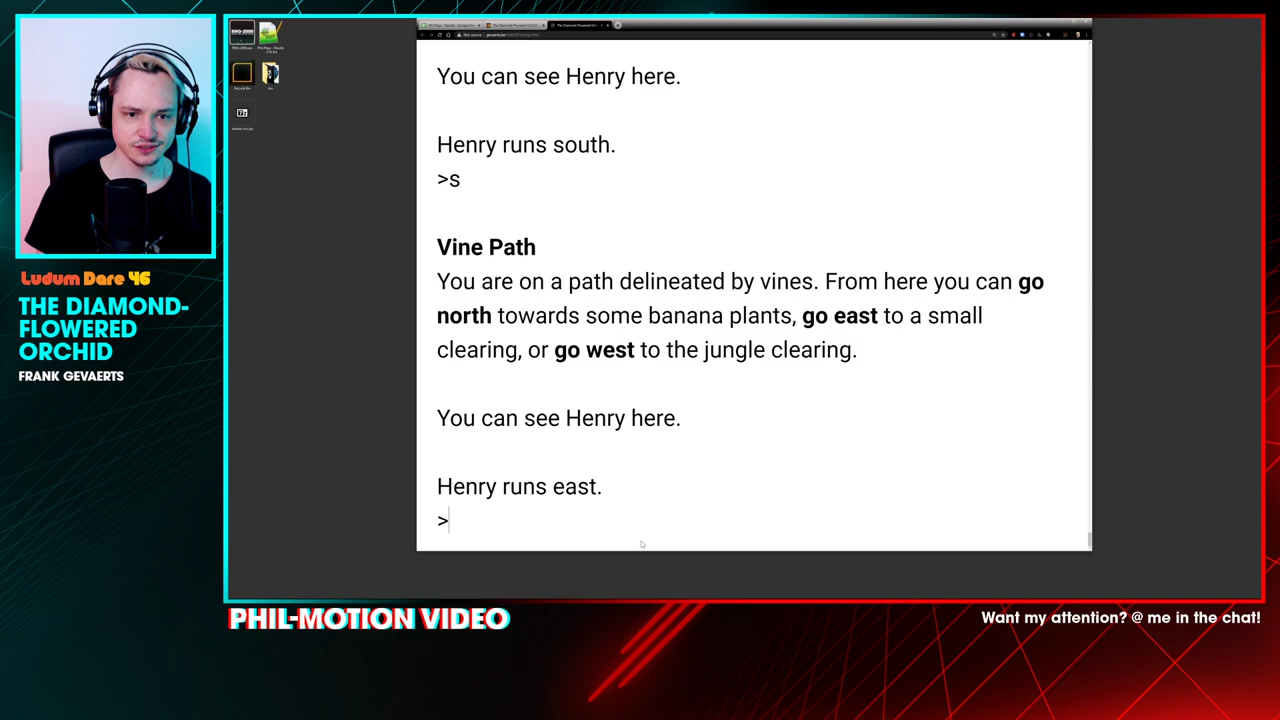 You can see Henry here.
Henry runs south.
>s
Vine Path
You are on a path delineated by vines. From here you can go
north towards some banana plants, go east to a small
clearing, or go west to the jungle clearing.
You can see Henry here.
Henry runs east.
>
Ludum Dare 46
THE DIAMOND-
FLOWERED
ORCHID
FRANK GEVAERTS
PHIL-MOTION VIDEO
Want my attention? @ me in the chat!